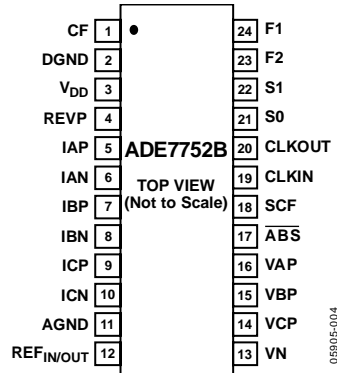 CF 1 24 F1
DGND 2 23 F2
VDD 3 22 S1
REVP 4 21 S0
IAP 5 ADE7752B 20 CLKOUT
IAN 6 TOP VIEW 19 CLKIN
IBP 7 (Not to Scale) 18 SCF
IBN 8 17 ABS
ICP 9 16 VAP
ICN 10 15 VBP
AGND 11 14 VCP
REFIN/OUT 12 13 VN
05905-004